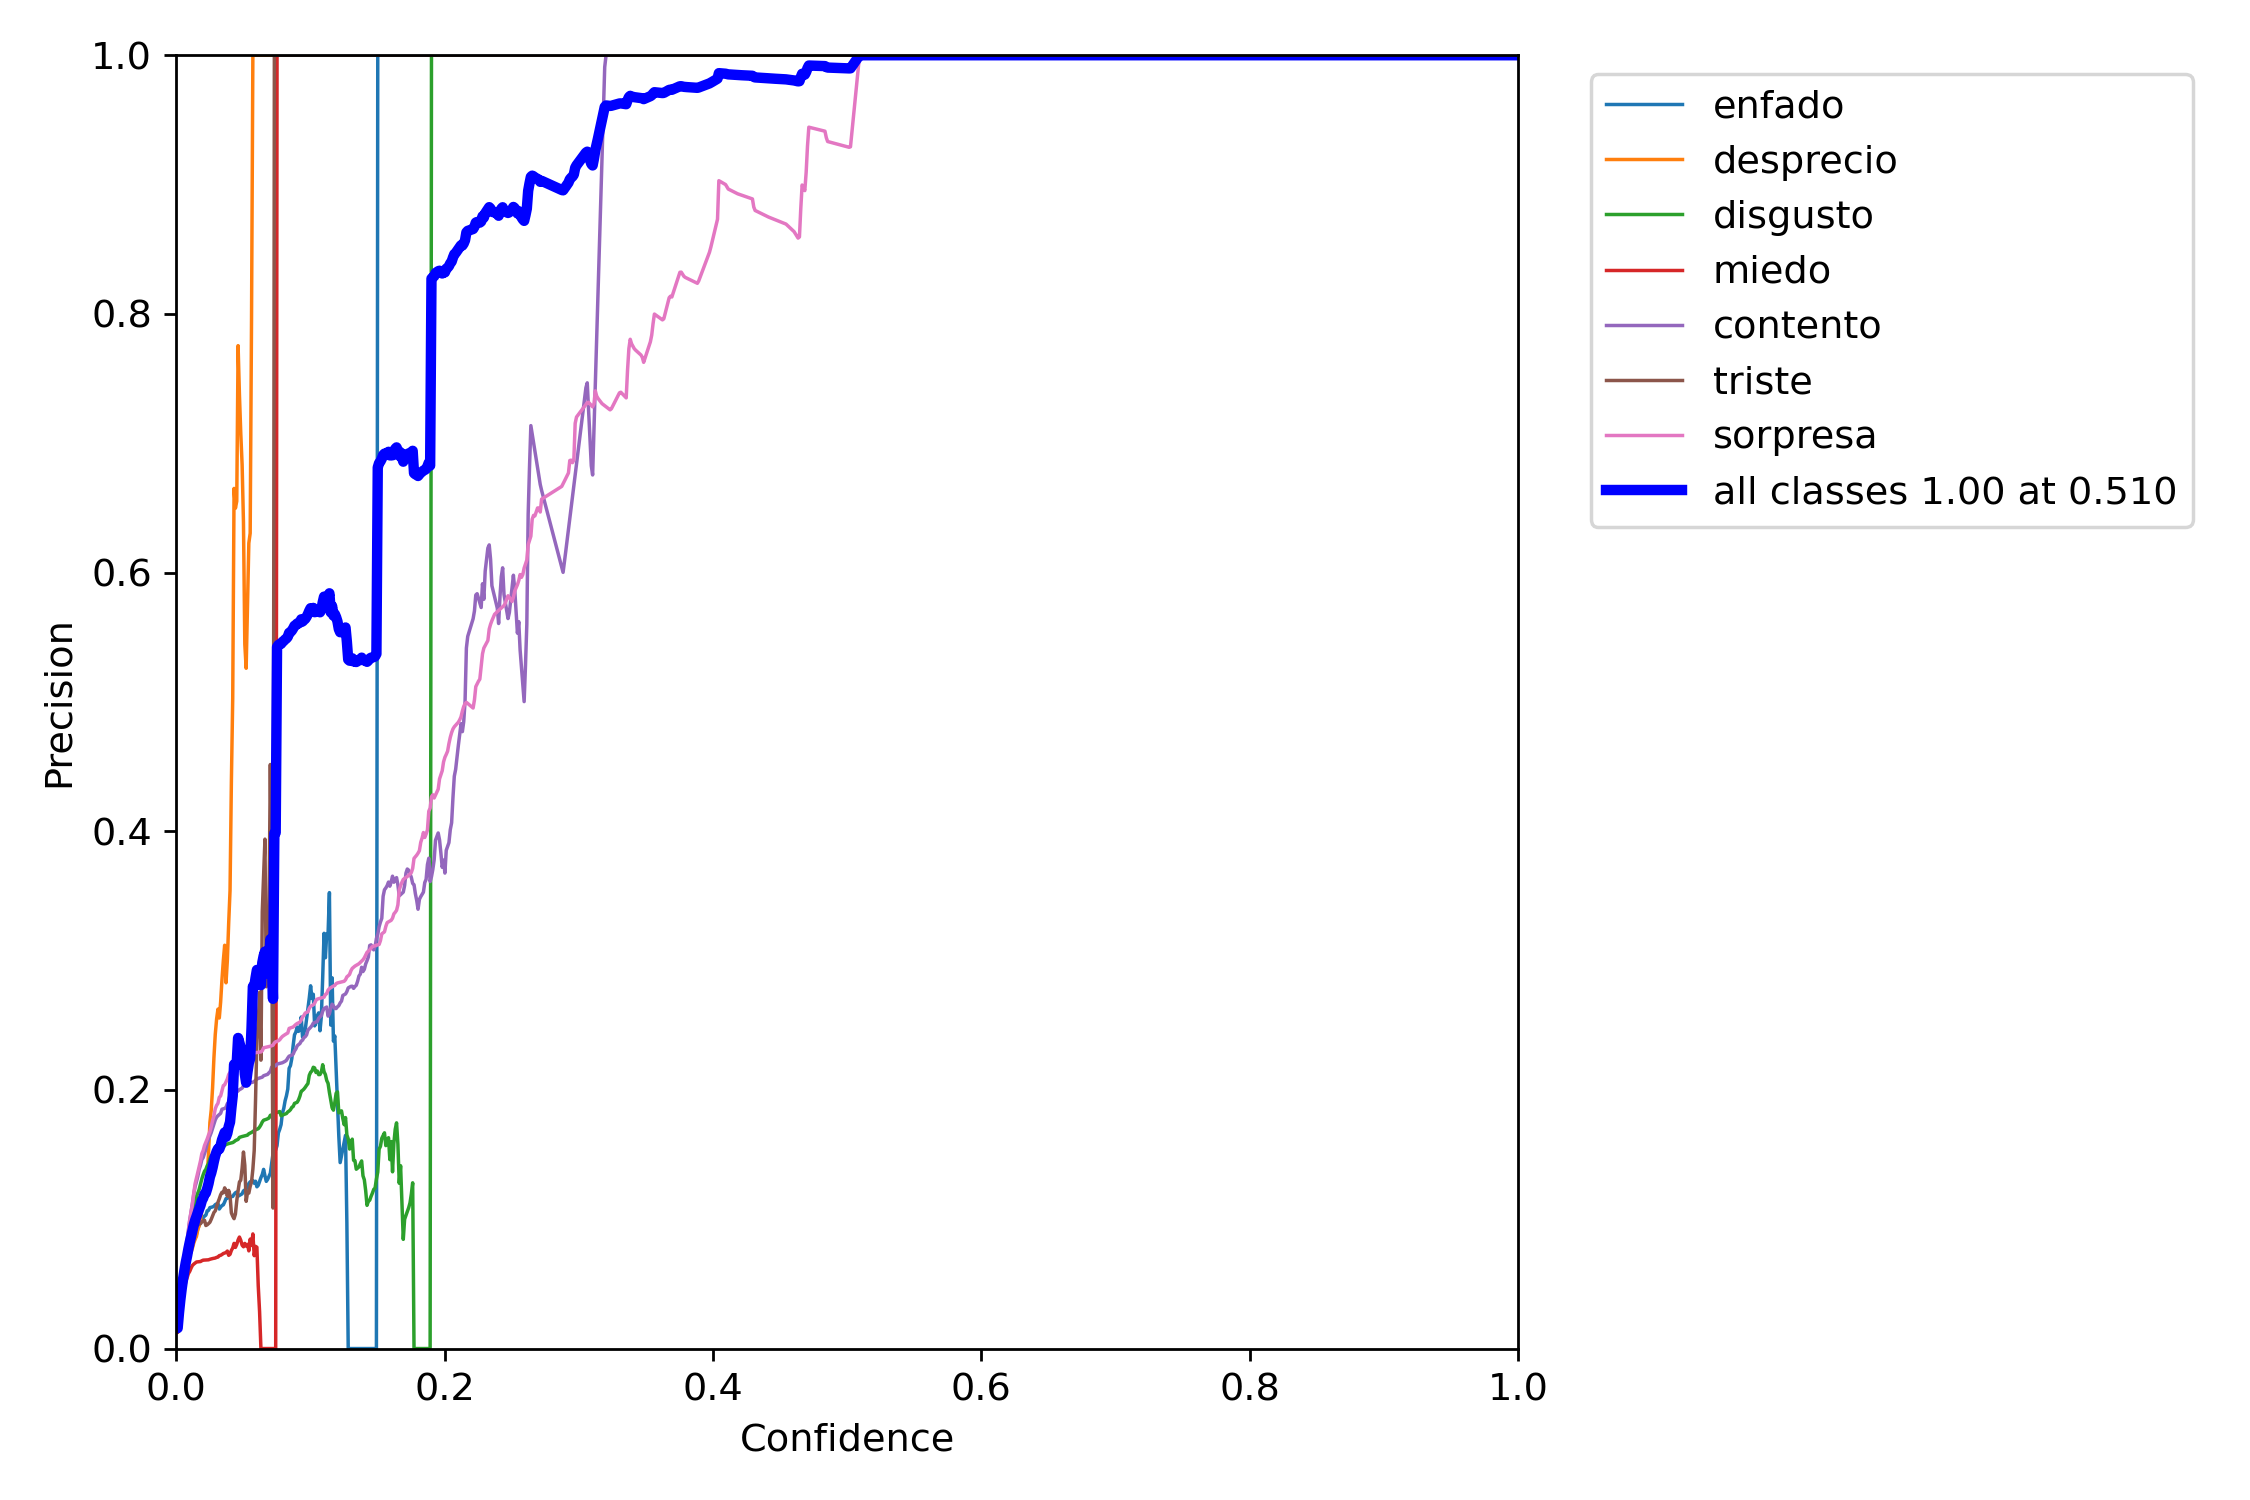 1.0
0.8
0.6
0.4
0.2
0.0
Precision
0.0 0.2 0.4 0.6 0.8 1.0
Confidence
enfado
desprecio
disgusto
miedo
contento
triste
sorpresa
all classes 1.00 at 0.510